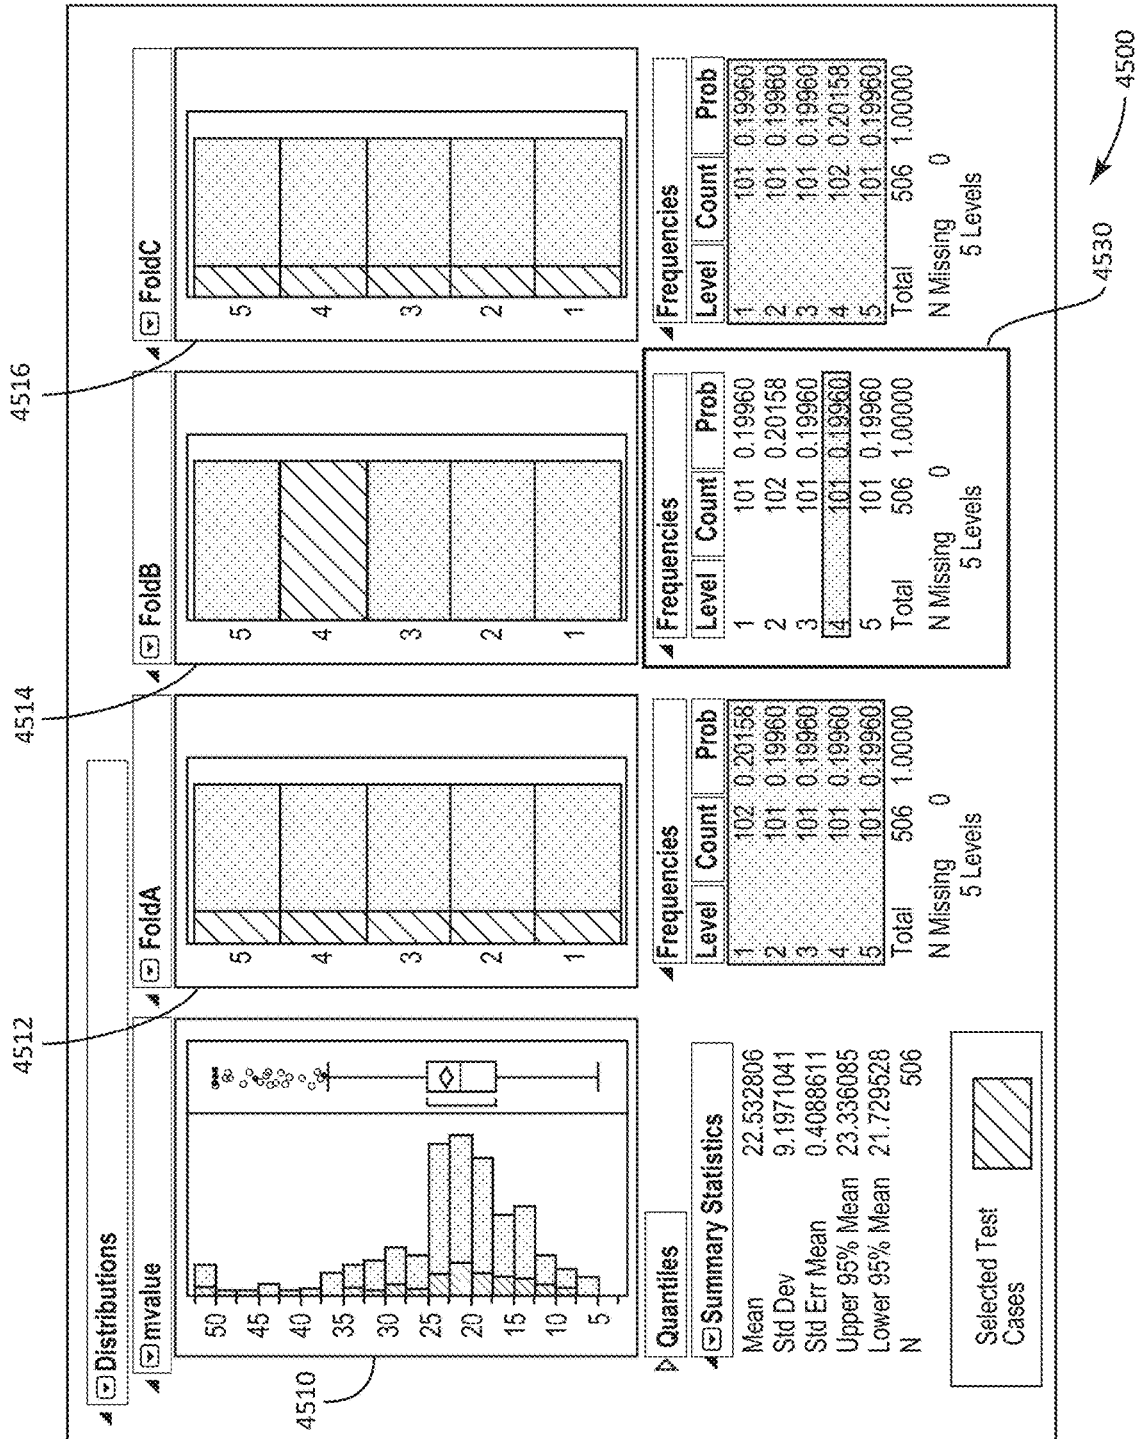 4500
Distributions
mvalue
4510
50
45
40
35
30
25
20
15
10
5
Quantiles
Summary Statistics
Mean 22.532806
Std Dev 9.1971041
Std Err Mean 0.4088611
Upper 95% Mean 23.336085
Lower 95% Mean 21.729528
N 506
Selected Test
Cases
4512
FoldA
5
4
3
2
1
Frequencies
Level Count Prob
1 102 0.20158
2 101 0.19960
3 101 0.19960
4 101 0.19960
5 101 0.19960
Total 506 1.00000
N Missing 0
5 Levels
4514
FoldB
5
4
3
2
1
Frequencies
Level Count Prob
1 101 0.19960
2 102 0.20158
3 101 0.19960
4 101 0.19960
5 101 0.19960
Total 506 1.00000
N Missing 0
5 Levels
4530
4516
FoldC
5
4
3
2
1
Frequencies
Level Count Prob
1 101 0.19960
2 101 0.19960
3 101 0.19960
4 102 0.20158
5 101 0.19960
Total 506 1.00000
N Missing 0
5 Levels